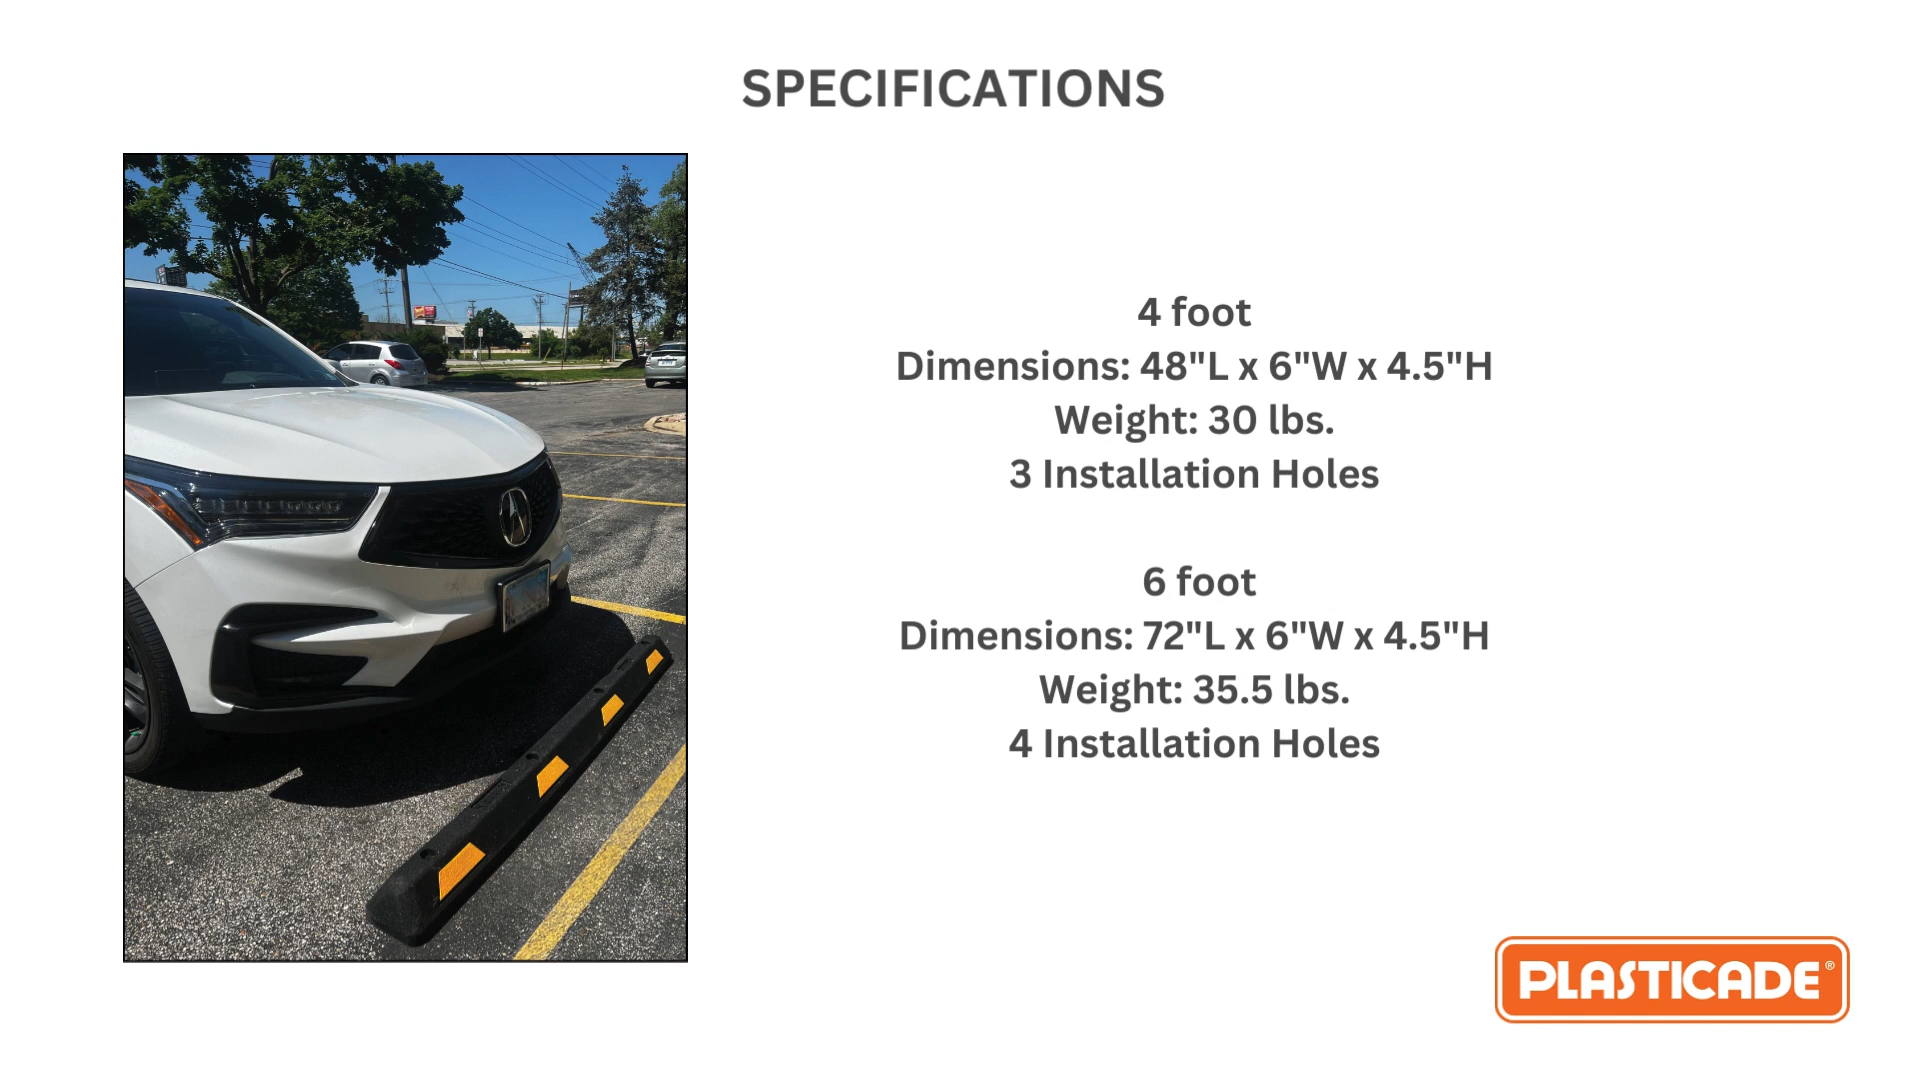 SPECIFICATIONS
4 foot
Dimensions: 48"L x 6"W x 4.5"H
Weight: 30 lbs.
3 Installation Holes
6 foot
Dimensions: 72"L x 6"W x 4.5"H
Weight: 35.5 lbs.
4 Installation Holes
PLASTICADE®